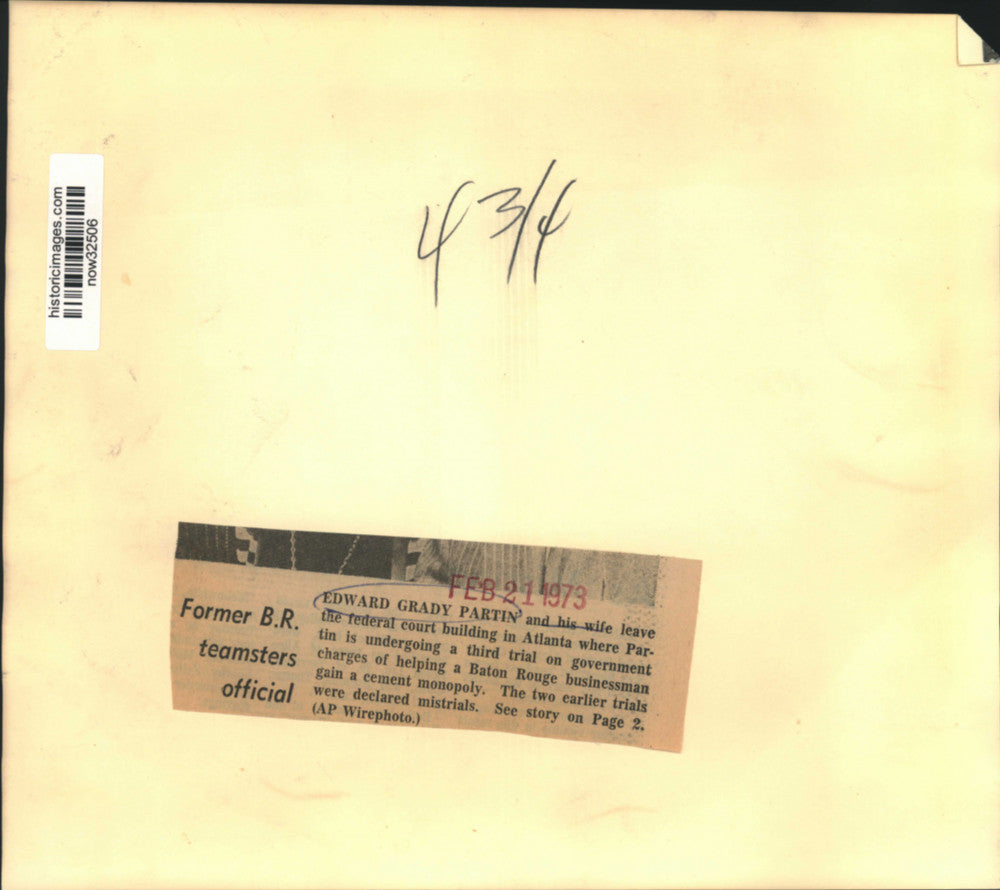 historicimages.com
now32506
4 3/4
FEB 21 1973
Former B.R.
teamsters
official
EDWARD GRADY PARTIN and his wife leave
the federal court building in Atlanta where Par-
tin is undergoing a third trial on government
charges of helping a Baton Rouge businessman
gain a cement monopoly. The two earlier trials
were declared mistrials. See story on Page 2.
(AP Wirephoto.)